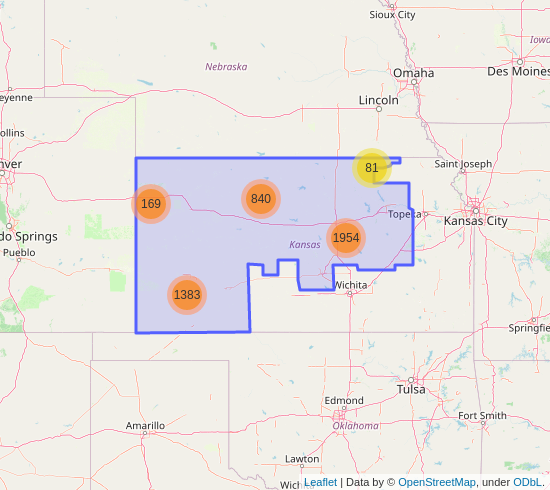 Sioux City
Nebraska
Iowa
Omaha
Des Moines
eyenne
Lincoln
ollins
81
Saint Joseph
ver
169
840
Topeka
Kansas City
do Springs
1954
Kansas
Pueblo
Wichita
1383
Springfie
Tulsa
Edmond
Fort Smith
Amarillo
Oklahoma
Lawton
Wich
Leaflet | Data by © OpenStreetMap, under ODbL.